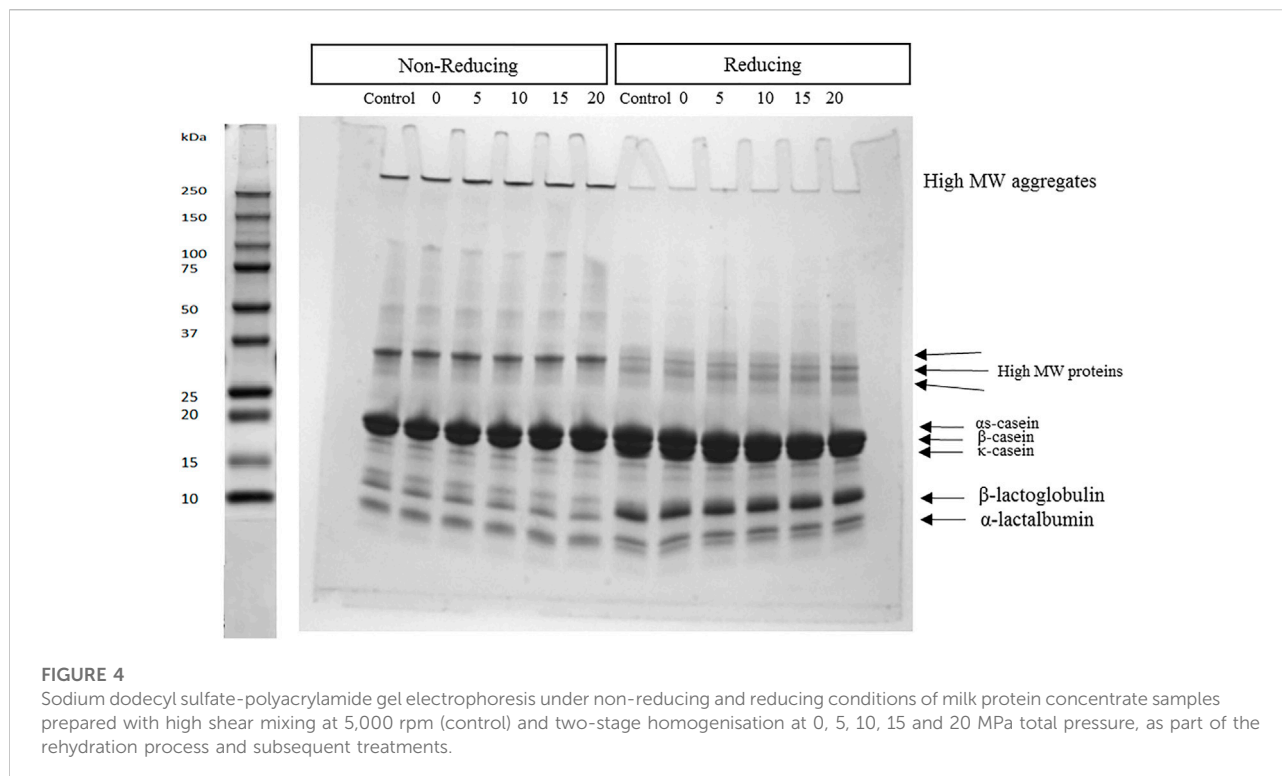 Non-Reducing Reducing
Control 0 5 10 15 20 Control 0 5 10 15 20
kDa
High MW aggregates
250
150
100
75
50
37
High MW proteins
25
20
αs-casein
β-casein
κ-casein
15
10
β-lactoglobulin
α-lactalbumin
FIGURE 4
Sodium dodecyl sulfate-polyacrylamide gel electrophoresis under non-reducing and reducing conditions of milk protein concentrate samples
prepared with high shear mixing at 5,000 rpm (control) and two-stage homogenisation at 0, 5, 10, 15 and 20 MPa total pressure, as part of the
rehydration process and subsequent treatments.